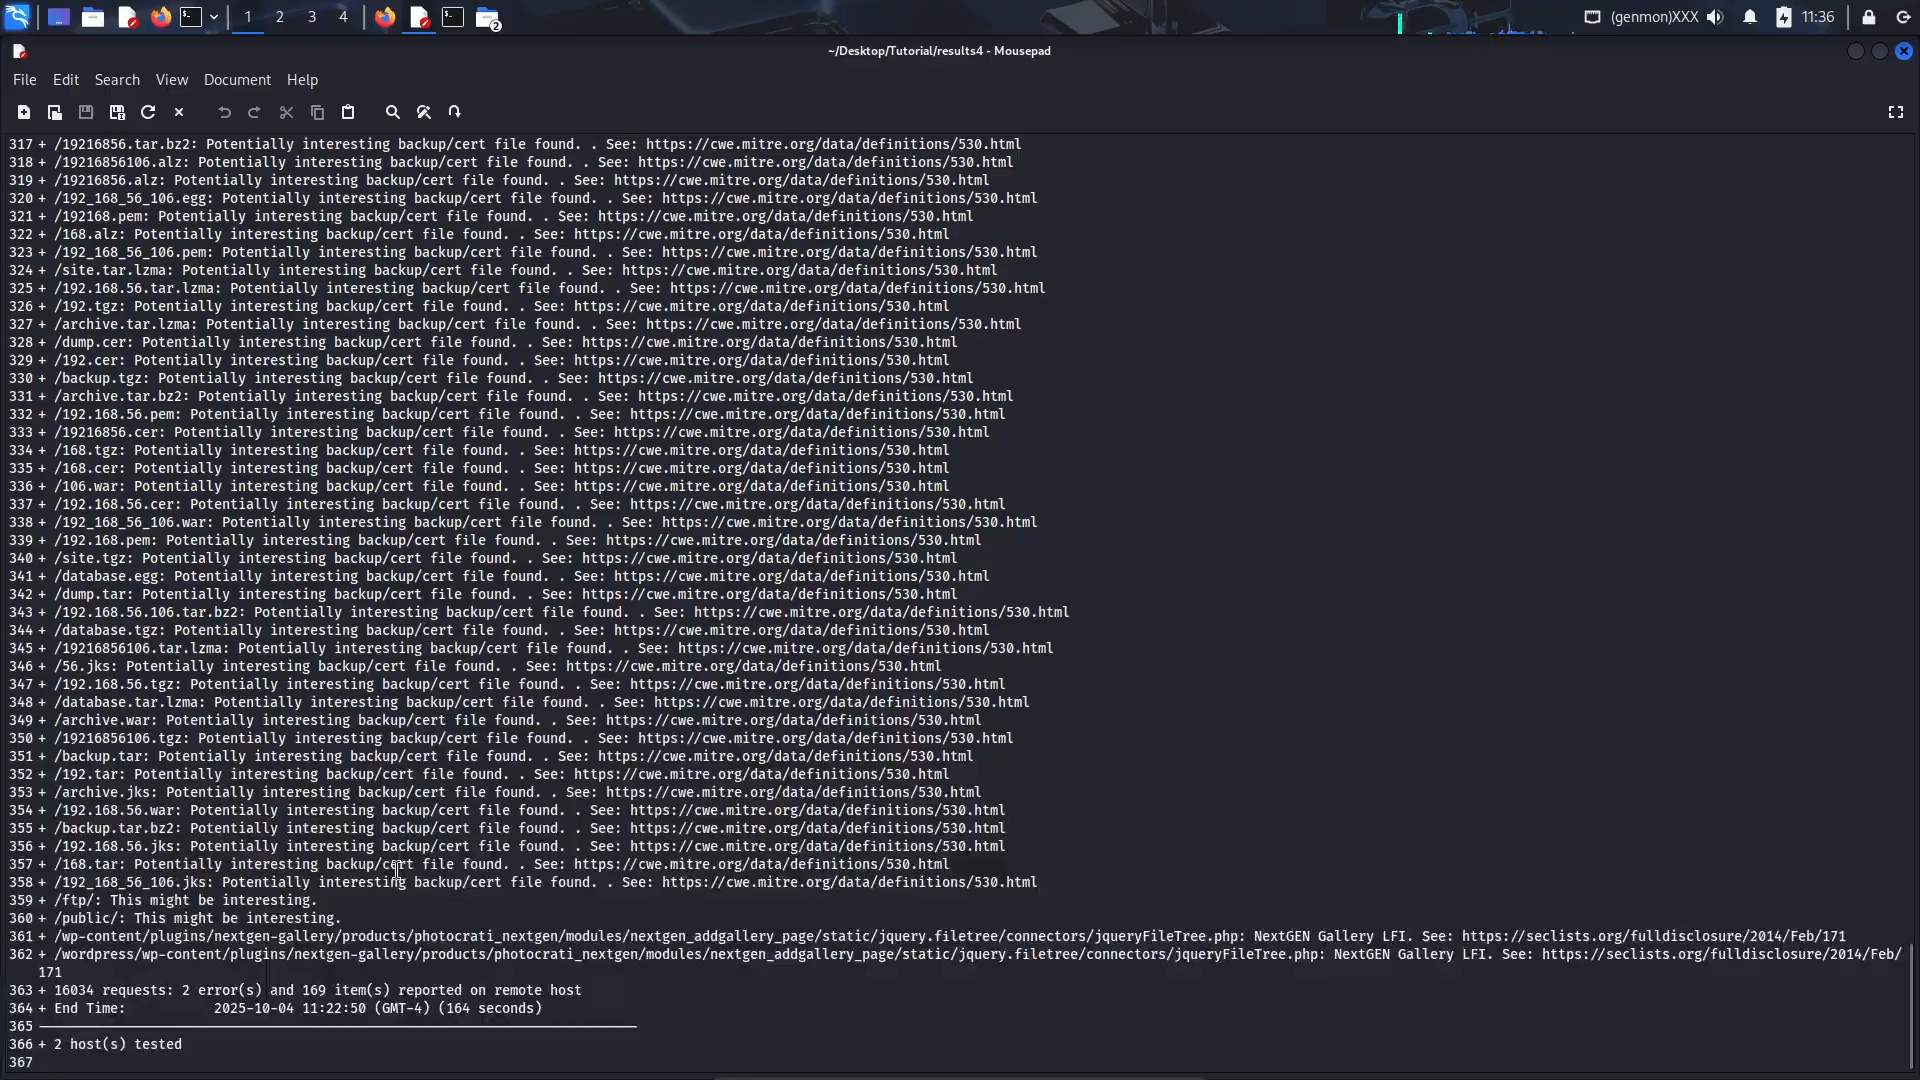 1 2 3 4 2 (genmon)XXX 11:36
~/Desktop/Tutorial/results4 - Mousepad
File Edit Search View Document Help
317 + /19216856.tar.bz2: Potentially interesting backup/cert file found. . See: https://cwe.mitre.org/data/definitions/530.html
318 + /19216856106.alz: Potentially interesting backup/cert file found. . See: https://cwe.mitre.org/data/definitions/530.html
319 + /19216856.alz: Potentially interesting backup/cert file found. . See: https://cwe.mitre.org/data/definitions/530.html
320 + /192_168_56_106.egg: Potentially interesting backup/cert file found. . See: https://cwe.mitre.org/data/definitions/530.html
321 + /192168.pem: Potentially interesting backup/cert file found. . See: https://cwe.mitre.org/data/definitions/530.html
322 + /168.alz: Potentially interesting backup/cert file found. . See: https://cwe.mitre.org/data/definitions/530.html
323 + /192_168_56_106.pem: Potentially interesting backup/cert file found. . See: https://cwe.mitre.org/data/definitions/530.html
324 + /site.tar.lzma: Potentially interesting backup/cert file found. . See: https://cwe.mitre.org/data/definitions/530.html
325 + /192.168.56.tar.lzma: Potentially interesting backup/cert file found. . See: https://cwe.mitre.org/data/definitions/530.html
326 + /192.tgz: Potentially interesting backup/cert file found. . See: https://cwe.mitre.org/data/definitions/530.html
327 + /archive.tar.lzma: Potentially interesting backup/cert file found. . See: https://cwe.mitre.org/data/definitions/530.html
328 + /dump.cer: Potentially interesting backup/cert file found. . See: https://cwe.mitre.org/data/definitions/530.html
329 + /192.cer: Potentially interesting backup/cert file found. . See: https://cwe.mitre.org/data/definitions/530.html
330 + /backup.tgz: Potentially interesting backup/cert file found. . See: https://cwe.mitre.org/data/definitions/530.html
331 + /archive.tar.bz2: Potentially interesting backup/cert file found. . See: https://cwe.mitre.org/data/definitions/530.html
332 + /192.168.56.pem: Potentially interesting backup/cert file found. . See: https://cwe.mitre.org/data/definitions/530.html
333 + /19216856.cer: Potentially interesting backup/cert file found. . See: https://cwe.mitre.org/data/definitions/530.html
334 + /168.tgz: Potentially interesting backup/cert file found. . See: https://cwe.mitre.org/data/definitions/530.html
335 + /168.cer: Potentially interesting backup/cert file found. . See: https://cwe.mitre.org/data/definitions/530.html
336 + /106.war: Potentially interesting backup/cert file found. . See: https://cwe.mitre.org/data/definitions/530.html
337 + /192.168.56.cer: Potentially interesting backup/cert file found. . See: https://cwe.mitre.org/data/definitions/530.html
338 + /192_168_56_106.war: Potentially interesting backup/cert file found. . See: https://cwe.mitre.org/data/definitions/530.html
339 + /192.168.pem: Potentially interesting backup/cert file found. . See: https://cwe.mitre.org/data/definitions/530.html
340 + /site.tgz: Potentially interesting backup/cert file found. . See: https://cwe.mitre.org/data/definitions/530.html
341 + /database.egg: Potentially interesting backup/cert file found. . See: https://cwe.mitre.org/data/definitions/530.html
342 + /dump.tar: Potentially interesting backup/cert file found. . See: https://cwe.mitre.org/data/definitions/530.html
343 + /192.168.56.106.tar.bz2: Potentially interesting backup/cert file found. . See: https://cwe.mitre.org/data/definitions/530.html
344 + /database.tgz: Potentially interesting backup/cert file found. . See: https://cwe.mitre.org/data/definitions/530.html
345 + /19216856106.tar.lzma: Potentially interesting backup/cert file found. . See: https://cwe.mitre.org/data/definitions/530.html
346 + /56.jks: Potentially interesting backup/cert file found. . See: https://cwe.mitre.org/data/definitions/530.html
347 + /192.168.56.tgz: Potentially interesting backup/cert file found. . See: https://cwe.mitre.org/data/definitions/530.html
348 + /database.tar.lzma: Potentially interesting backup/cert file found. . See: https://cwe.mitre.org/data/definitions/530.html
349 + /archive.war: Potentially interesting backup/cert file found. . See: https://cwe.mitre.org/data/definitions/530.html
350 + /19216856106.tgz: Potentially interesting backup/cert file found. . See: https://cwe.mitre.org/data/definitions/530.html
351 + /backup.tar: Potentially interesting backup/cert file found. . See: https://cwe.mitre.org/data/definitions/530.html
352 + /192.tar: Potentially interesting backup/cert file found. . See: https://cwe.mitre.org/data/definitions/530.html
353 + /archive.jks: Potentially interesting backup/cert file found. . See: https://cwe.mitre.org/data/definitions/530.html
354 + /192.168.56.war: Potentially interesting backup/cert file found. . See: https://cwe.mitre.org/data/definitions/530.html
355 + /backup.tar.bz2: Potentially interesting backup/cert file found. . See: https://cwe.mitre.org/data/definitions/530.html
356 + /192.168.56.jks: Potentially interesting backup/cert file found. . See: https://cwe.mitre.org/data/definitions/530.html
357 + /168.tar: Potentially interesting backup/cert file found. . See: https://cwe.mitre.org/data/definitions/530.html
358 + /192_168_56_106.jks: Potentially interesting backup/cert file found. . See: https://cwe.mitre.org/data/definitions/530.html
359 + /ftp/: This might be interesting.
360 + /public/: This might be interesting.
361 + /wp-content/plugins/nextgen-gallery/products/photocrati_nextgen/modules/nextgen_addgallery_page/static/jquery.filetree/connectors/jqueryFileTree.php: NextGEN Gallery LFI. See: https://seclists.org/fulldisclosure/2014/Feb/171
362 + /wordpress/wp-content/plugins/nextgen-gallery/products/photocrati_nextgen/modules/nextgen_addgallery_page/static/jquery.filetree/connectors/jqueryFileTree.php: NextGEN Gallery LFI. See: https://seclists.org/fulldisclosure/2014/Feb/
171
363 + 16034 requests: 2 error(s) and 169 item(s) reported on remote host
364 + End Time: 2025-10-04 11:22:50 (GMT-4) (164 seconds)
365
366 + 2 host(s) tested
367